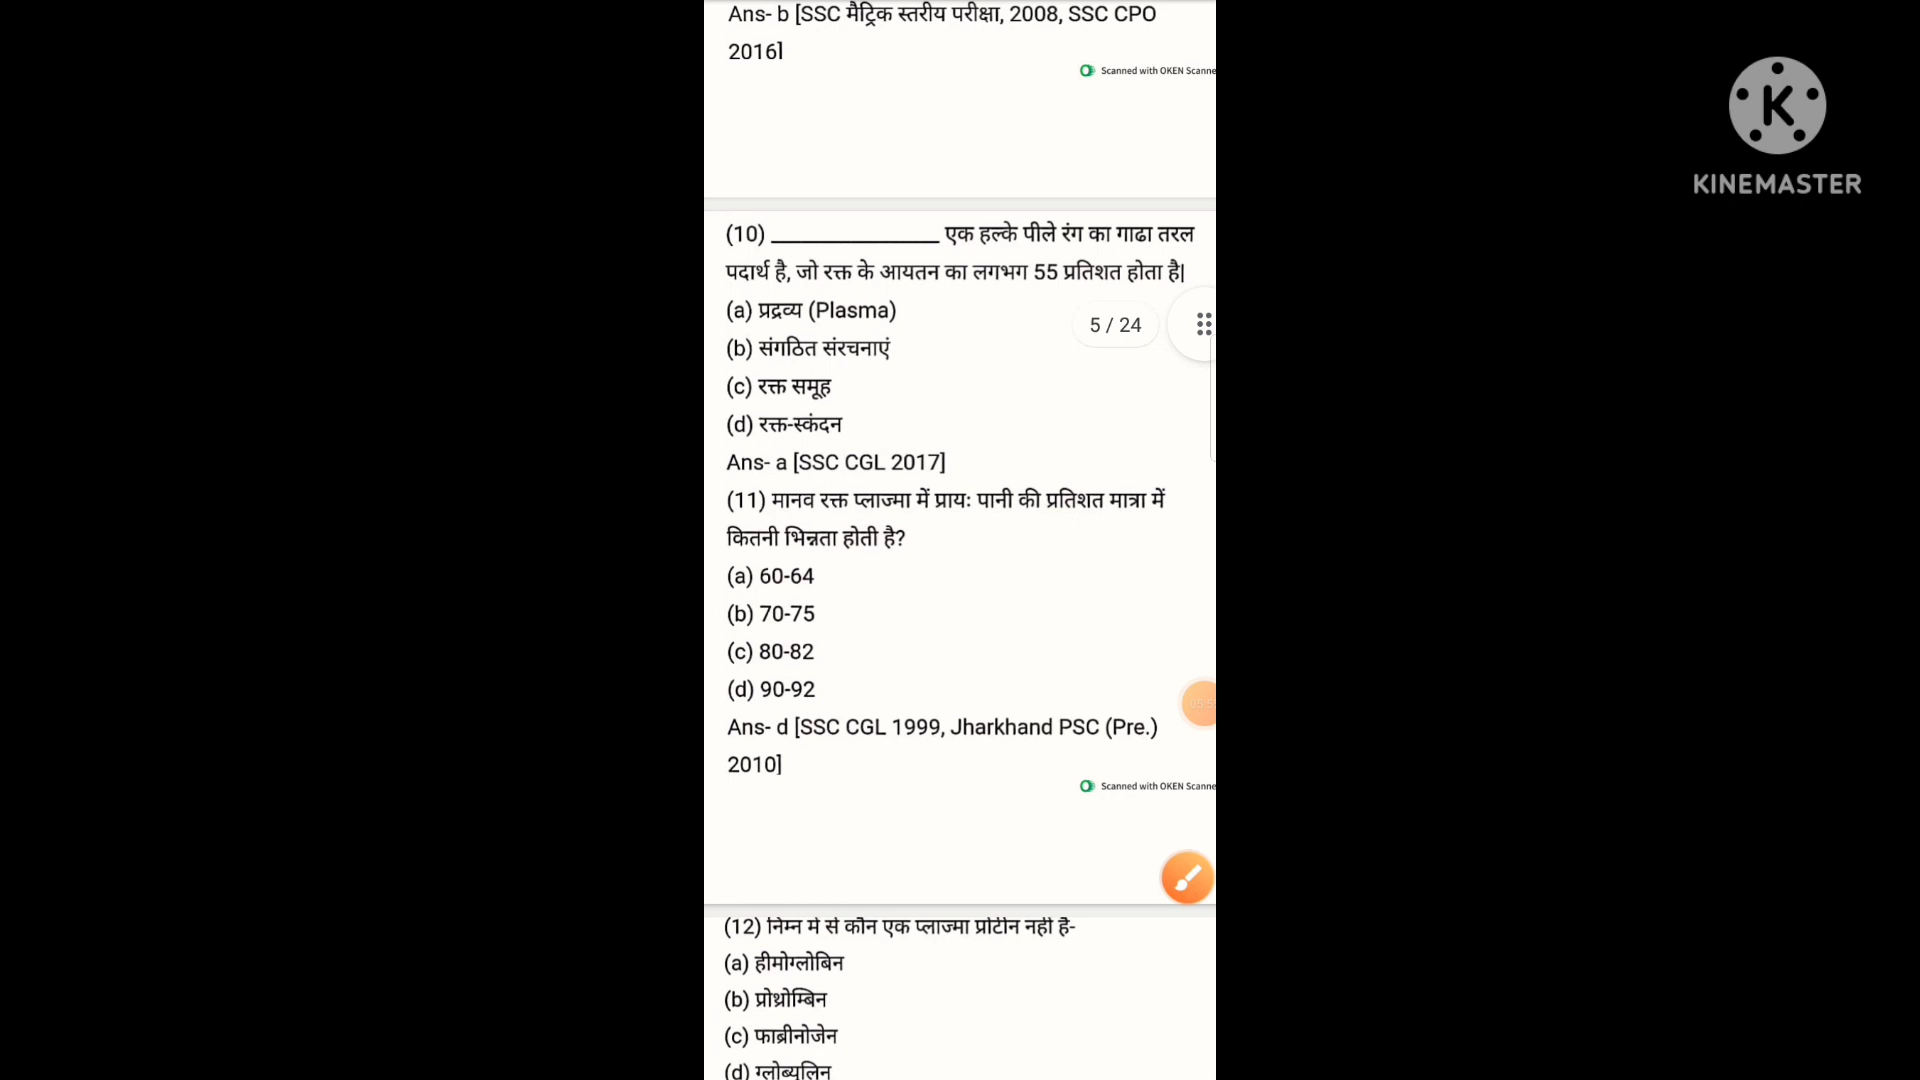 Ans- b [SSC मैट्रिक स्तरीय परीक्षा, 2008, SSC CPO
2016]
Scanned with OKEN Scanne
KINEMASTER
(10) ______________ एक हल्के पीले रंग का गाढा तरल
पदार्थ है, जो रक्त के आयतन का लगभग 55 प्रतिशत होता है|
(a) प्रद्रव्य (Plasma)
5 / 24
(b) संगठित संरचनाएं
(c) रक्त समूह
(d) रक्त-स्कंदन
Ans- a [SSC CGL 2017]
(11) मानव रक्त प्लाज्मा में प्रायः पानी की प्रतिशत मात्रा में
कितनी भिन्नता होती है?
(a) 60-64
(b) 70-75
(c) 80-82
(d) 90-92
Ans- d [SSC CGL 1999, Jharkhand PSC (Pre.)
2010]
Scanned with OKEN Scanne
(12) निम्न में से कौन एक प्लाज्मा प्रोटीन नहीं है-
(a) हीमोग्लोबिन
(b) प्रोथ्रोम्बिन
(c) फाब्रीनोजेन
(d) ग्लोब्युलिन